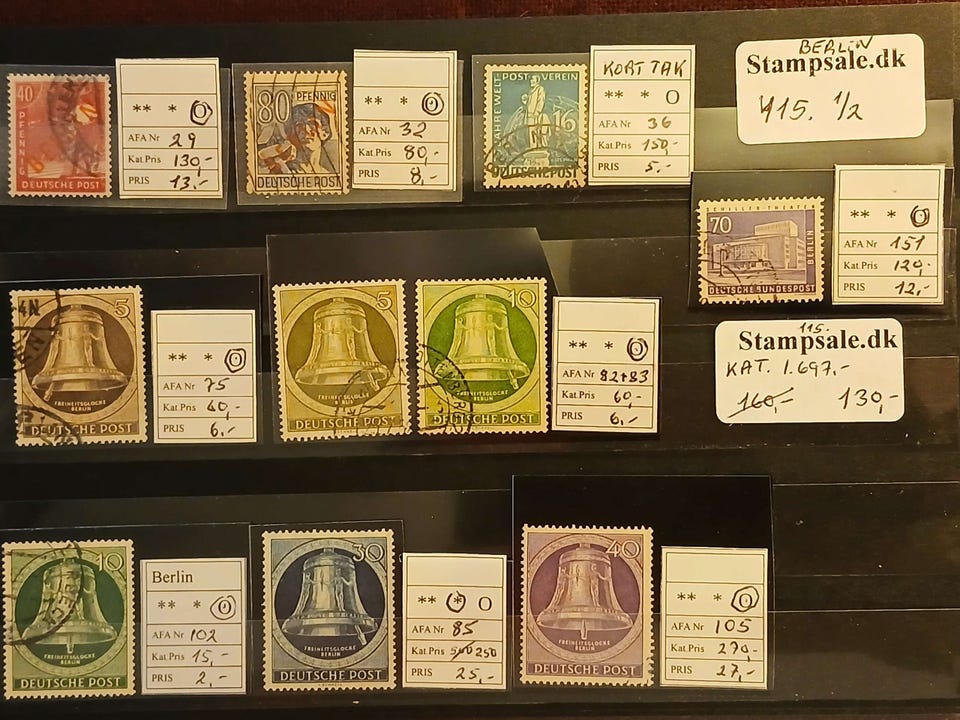 BERLIN
Stampsale.dk
415. 1/2
40
PFENNIG
DEUTSCHE POST
** * O
AFA Nr 29
Kat.Pris 130,-
PRIS 13,-
80 PFENNIG
DEUTSCHE POST
** * O
AFA Nr 32
Kat.Pris 80,-
PRIS 8,-
POST-VEREIN
16
DEUTSCHE POST
KORT TAK
** * O
AFA Nr 36
Kat.Pris 150,-
PRIS 5,-
SCHILLER-THEATER
70
BERLIN
DEUTSCHE BUNDESPOST
** * O
AFA Nr 151
Kat.Pris 120,-
PRIS 12,-
115.
Stampsale.dk
KAT. 1.697,-
160,- 130,-
5
FREIHEITSGLOCKE
BERLIN
DEUTSCHE POST
** * O
AFA Nr 75
Kat.Pris 60,-
PRIS 6,-
5
FREIHEITSGLOCKE
BERLIN
DEUTSCHE POST
10
FREIHEITSGLOCKE
BERLIN
DEUTSCHE POST
** * O
AFA Nr 82+83
Kat.Pris 60,-
PRIS 6,-
10
FREIHEITSGLOCKE
BERLIN
DEUTSCHE POST
Berlin
** * O
AFA Nr 102
Kat.Pris 15,-
PRIS 2,-
30
FREIHEITSGLOCKE
BERLIN
DEUTSCHE POST
** * O
AFA Nr 85
Kat.Pris 500 250
PRIS 25,-
40
FREIHEITSGLOCKE
BERLIN
DEUTSCHE POST
** * O
AFA Nr 105
Kat.Pris 270,-
PRIS 27,-